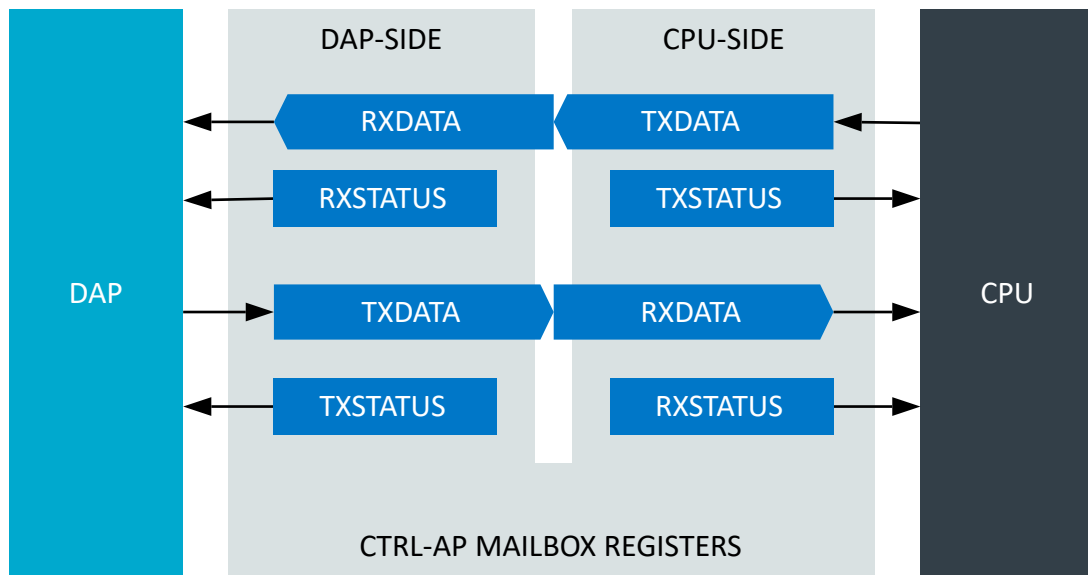 DAP-SIDE
CPU-SIDE
RXDATA
TXDATA
RXSTATUS
TXSTATUS
DAP
TXDATA
RXDATA
CPU
TXSTATUS
RXSTATUS
CTRL-AP MAILBOX REGISTERS